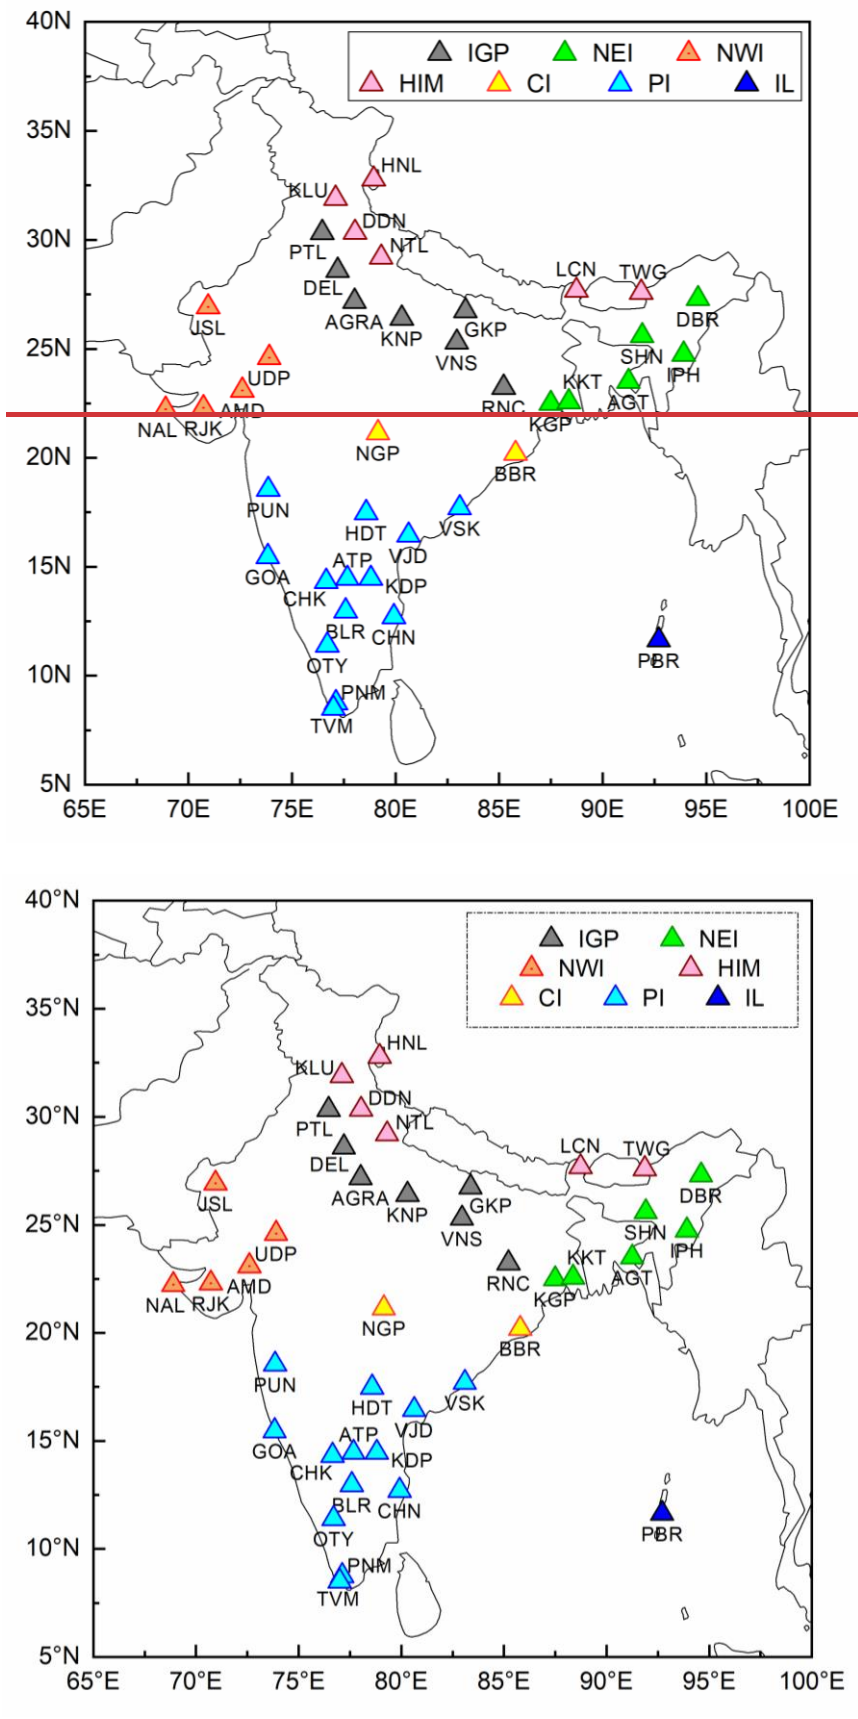 40N
IGP NEI NWI
HIM CI PI IL
35N
HNL
KLU
30N
DDN
PTL
NTL
DEL
LCN TWG
AGRA
KNP
GKP
DBR
JSL
25N
VNS
SHN
IPH
UDP
KKT
AMD
RNC
AGT
NAL RJK
KGP
20N
NGP
BBR
PUN
HDT
VSK
15N
ATP
VJD
GOA
CHK
KDP
BLR
CHN
OTY
PBR
10N
PNM
TVM
5N
65E 70E 75E 80E 85E 90E 95E 100E
40°N
IGP NEI
NWI HIM
CI PI IL
35°N
HNL
KLU
30°N
DDN
PTL
NTL
DEL
LCN TWG
AGRA
KNP
GKP
DBR
JSL
25°N
VNS
SHN
IPH
UDP
KKT
AMD
RNC
AGT
NAL RJK
KGP
20°N
NGP
BBR
PUN
HDT
VSK
15°N
ATP
VJD
GOA
CHK
KDP
BLR
CHN
OTY
PBR
10°N
PNM
TVM
5°N
65°E 70°E 75°E 80°E 85°E 90°E 95°E 100°E